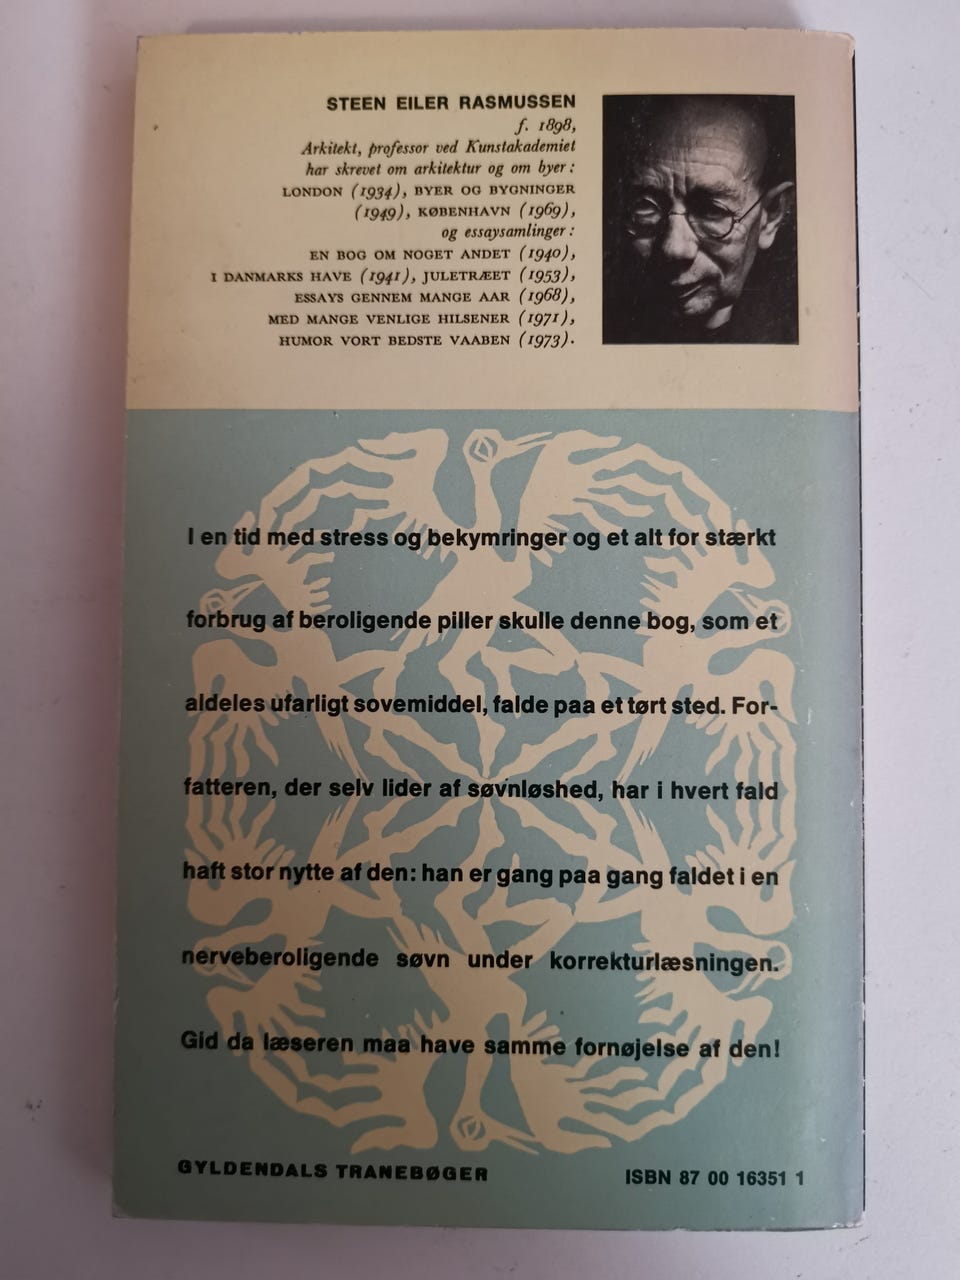 STEEN EILER RASMUSSEN
f. 1898,
Arkitekt, professor ved Kunstakademiet
har skrevet om arkitektur og om byer:
LONDON (1934), BYER OG BYGNINGER
(1949), KØBENHAVN (1969),
og essaysamlinger:
EN BOG OM NOGET ANDET (1940),
I DANMARKS HAVE (1941), JULETRÆET (1953),
ESSAYS GENNEM MANGE AAR (1968),
MED MANGE VENLIGE HILSENER (1971),
HUMOR VORT BEDSTE VAABEN (1973).
I en tid med stress og bekymringer og et alt for stærkt
forbrug af beroligende piller skulle denne bog, som et
aldeles ufarligt sovemiddel, falde paa et tørt sted. For-
fatteren, der selv lider af søvnløshed, har i hvert fald
haft stor nytte af den: han er gang paa gang faldet i en
nerveberoligende søvn under korrekturlæsningen.
Gid da læseren maa have samme fornøjelse af den!
GYLDENDALS TRANEBØGER
ISBN 87 00 16351 1